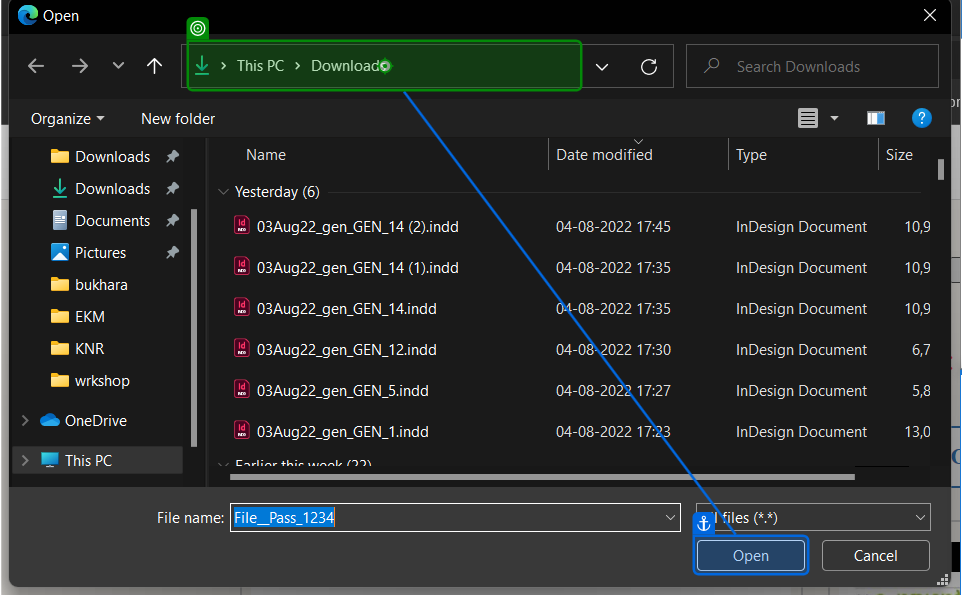 Open
This PC > Downloads
Search Downloads
Organize
New folder
?
Name
Date modified
Type
Size
Downloads
Downloads
Documents
Pictures
bukhara
EKM
KNR
wrkshop
OneDrive
This PC
Yesterday (6)
03Aug22_gen_GEN_14 (2).indd 04-08-2022 17:45 InDesign Document 10,9
03Aug22_gen_GEN_14 (1).indd 04-08-2022 17:35 InDesign Document 10,9
03Aug22_gen_GEN_14.indd 04-08-2022 17:35 InDesign Document 10,9
03Aug22_gen_GEN_12.indd 04-08-2022 17:30 InDesign Document 6,7
03Aug22_gen_GEN_5.indd 04-08-2022 17:27 InDesign Document 5,8
03Aug22_gen_GEN_1.indd 04-08-2022 17:23 InDesign Document 13,0
Earlier this week (22)
File name: File__Pass_1234
files (*.*)
Open
Cancel